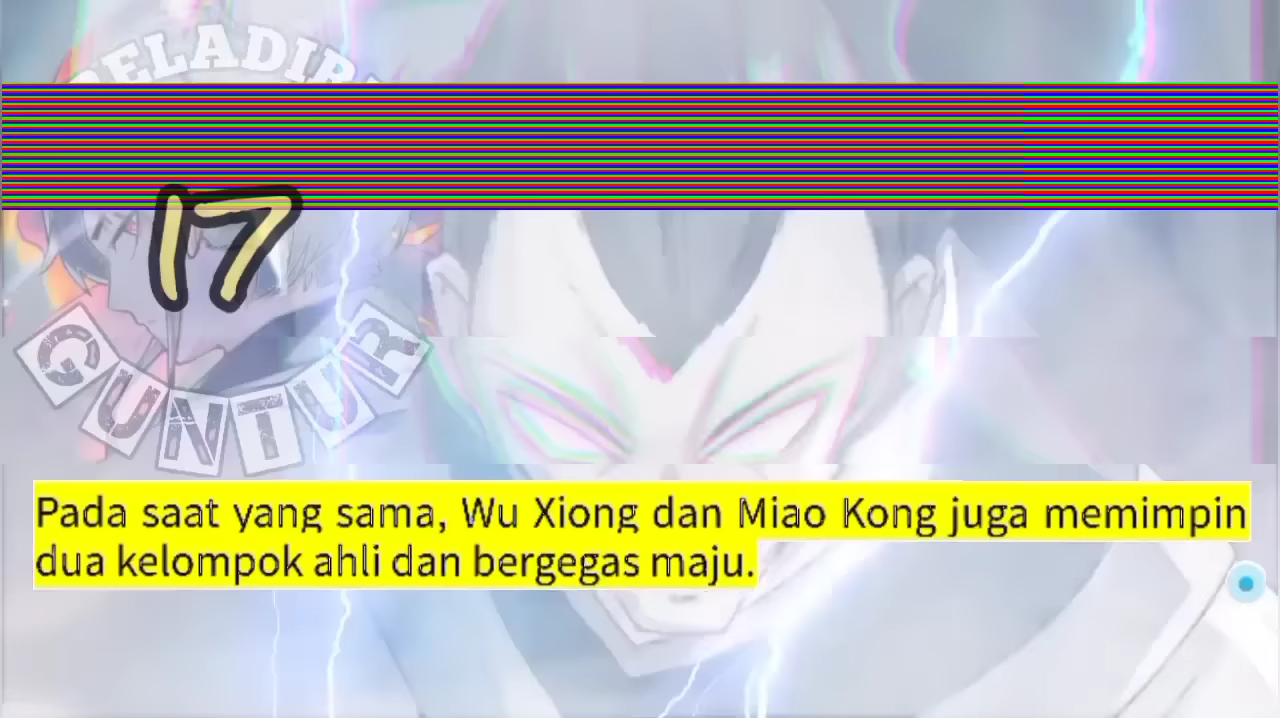 17
GUNTUR
Pada saat yang sama, Wu Xiong dan Miao Kong juga memimpin
dua kelompok ahli dan bergegas maju.